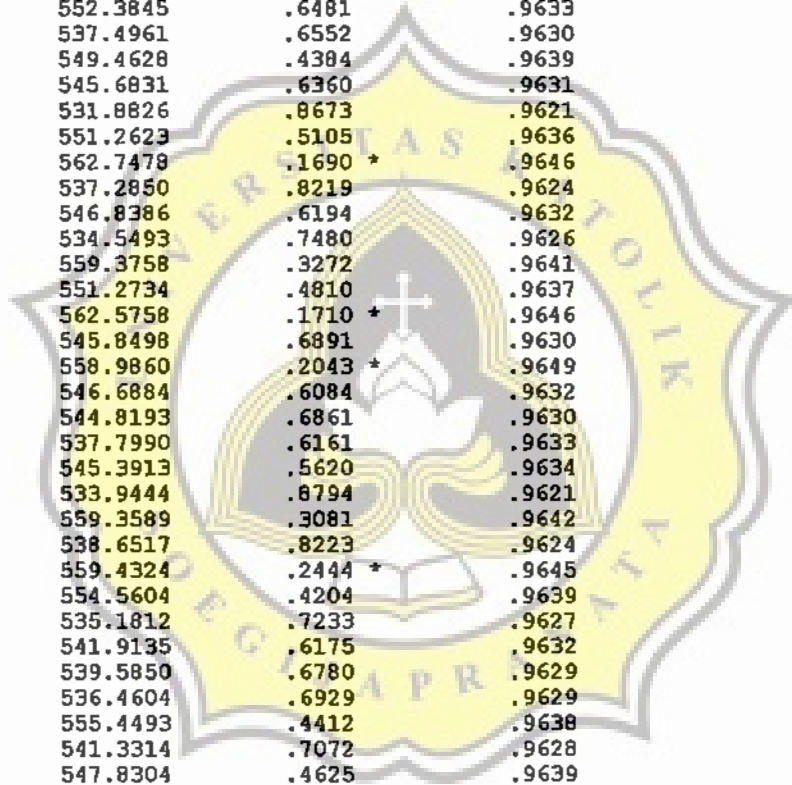 552.3845 .6481 .9633
537.4961 .6552 .9630
549.4628 .4384 .9639
545.6831 .6360 .9631
531.8826 .8673 .9621
551.2623 .5105 .9636
562.7478 .1690 * .9646
537.2850 .8219 .9624
546.8386 .6194 .9632
534.5493 .7480 .9626
559.3758 .3272 .9641
551.2734 .4810 .9637
562.5758 .1710 * .9646
545.8498 .6891 .9630
558.9860 .2043 * .9649
546.6884 .6084 .9632
544.8193 .6861 .9630
537.7990 .6161 .9633
545.3913 .5620 .9634
533.9444 .8794 .9621
559.3589 .3081 .9642
538.6517 .8223 .9624
559.4324 .2444 * .9645
554.5604 .4204 .9639
535.1812 .7233 .9627
541.9135 .6175 .9632
539.5850 .6780 .9629
536.4604 .6929 .9629
555.4493 .4412 .9638
541.3314 .7072 .9628
547.8304 .4625 .9639
UNIVERSITAS KATOLIK
SOEGIJAPRANATA